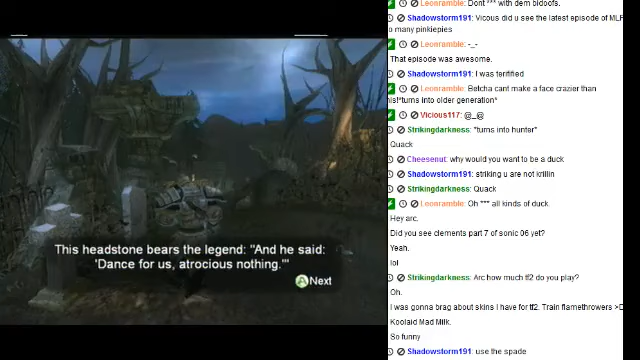 This headstone bears the legend: "And he said:
'Dance for us, atrocious nothing.'"
A Next
Leonramble: Dont *** with dem bidoofs.
Shadowstorm191: Vicous did u see the latest episode of MLF
o many pinkiepies
Leonramble: -_-
That episode was awesome.
Shadowstorm191: I was terififed
Leonramble: Betcha cant make a face crazier than
his!*turns into older generation*
Vicious117: @_@
Strikingdarkness: *turns into hunter*
Quack
Cheesenut: why would you want to be a duck
Shadowstorm191: striking u are not krillin
Strikingdarkness: Quack
Leonramble: Oh *** all kinds of duck.
Hey arc.
Did you see clements part 7 of sonic 06 yet?
Yeah.
lol
Strikingdarkness: Arc how much tf2 do you play?
Oh.
I was gonna brag about skins I have for tf2. Train flamethrowers >D
Koolaid Mad Milk.
So funny
Shadowstorm191: use the spade